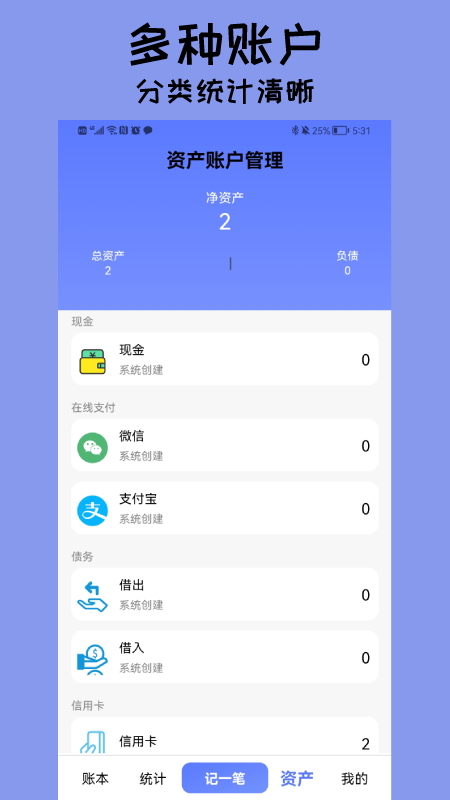 多种账户
分类统计清晰
25% 5:31
资产账户管理
净资产
2
总资产
2
负债
0
现金
现金
系统创建
0
在线支付
微信
系统创建
0
支付宝
系统创建
0
债务
借出
系统创建
0
借入
系统创建
0
信用卡
信用卡
2
账本 统计 记一笔 资产 我的